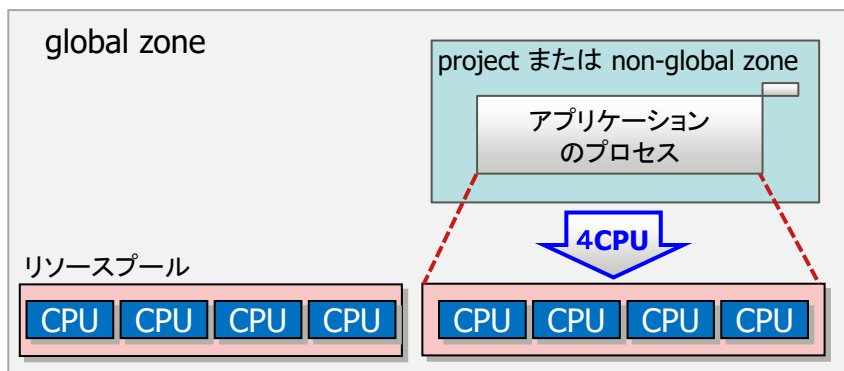 global zone
project または non-global zone
アプリケーション
のプロセス
4CPU
リソースプール
CPU CPU CPU CPU
CPU CPU CPU CPU